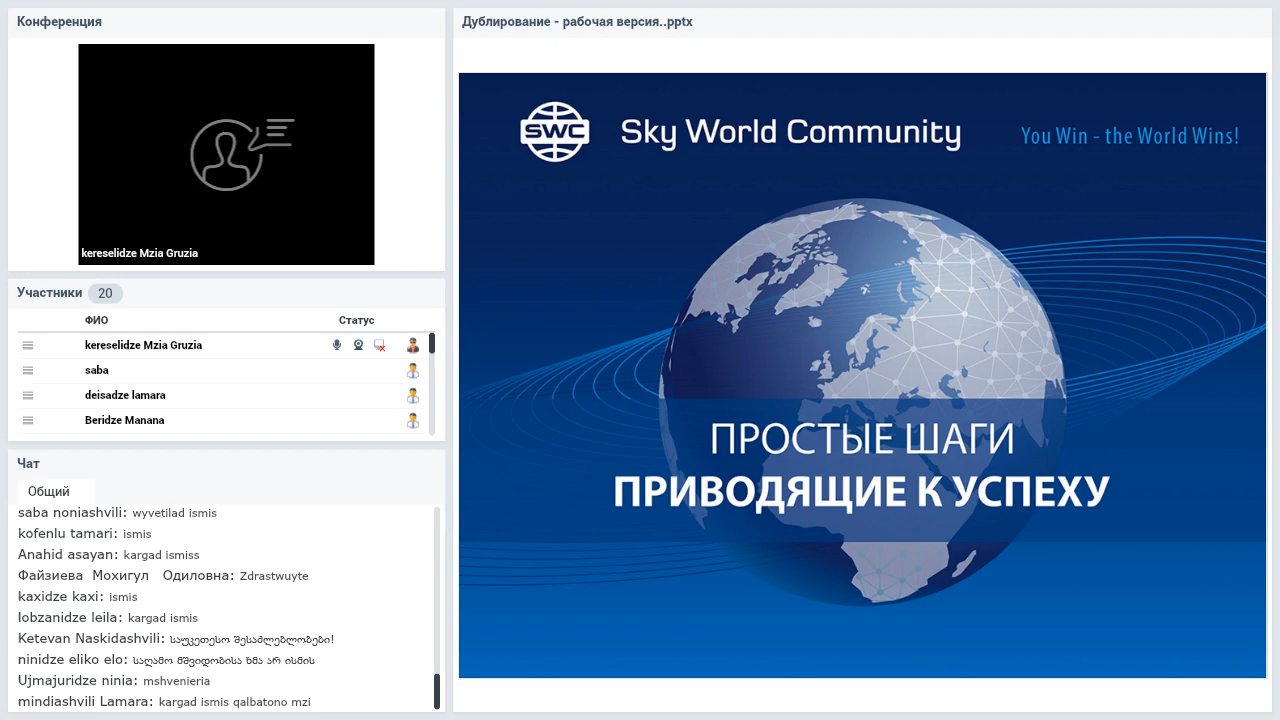 Конференция
kereselidze Mzia Gruzia
Участники 20
ФИО Статус
kereselidze Mzia Gruzia
saba
deisadze lamara
Beridze Manana
Чат
Общий
saba noniashvili: wyvetilad ismis
kofenlu tamari: ismis
Anahid asayan: kargad ismiss
Файзиева Мохигул Одиловна: Zdrastwuyte
kaxidze kaxi: ismis
lobzanidze leila: kargad ismis
Ketevan Naskidashvili: საუკეთესო შესაძლებლობები!
ninidze eliko elo: საღამო მშვიდობისა ხმა არ ისმის
Ujmajuridze ninia: mshvenieria
mindiashvili Lamara: kargad ismis qalbatono mzi
Дублирование - рабочая версия..pptx
SWC Sky World Community
You Win - the World Wins!
ПРОСТЫЕ ШАГИ
ПРИВОДЯЩИЕ К УСПЕХУ